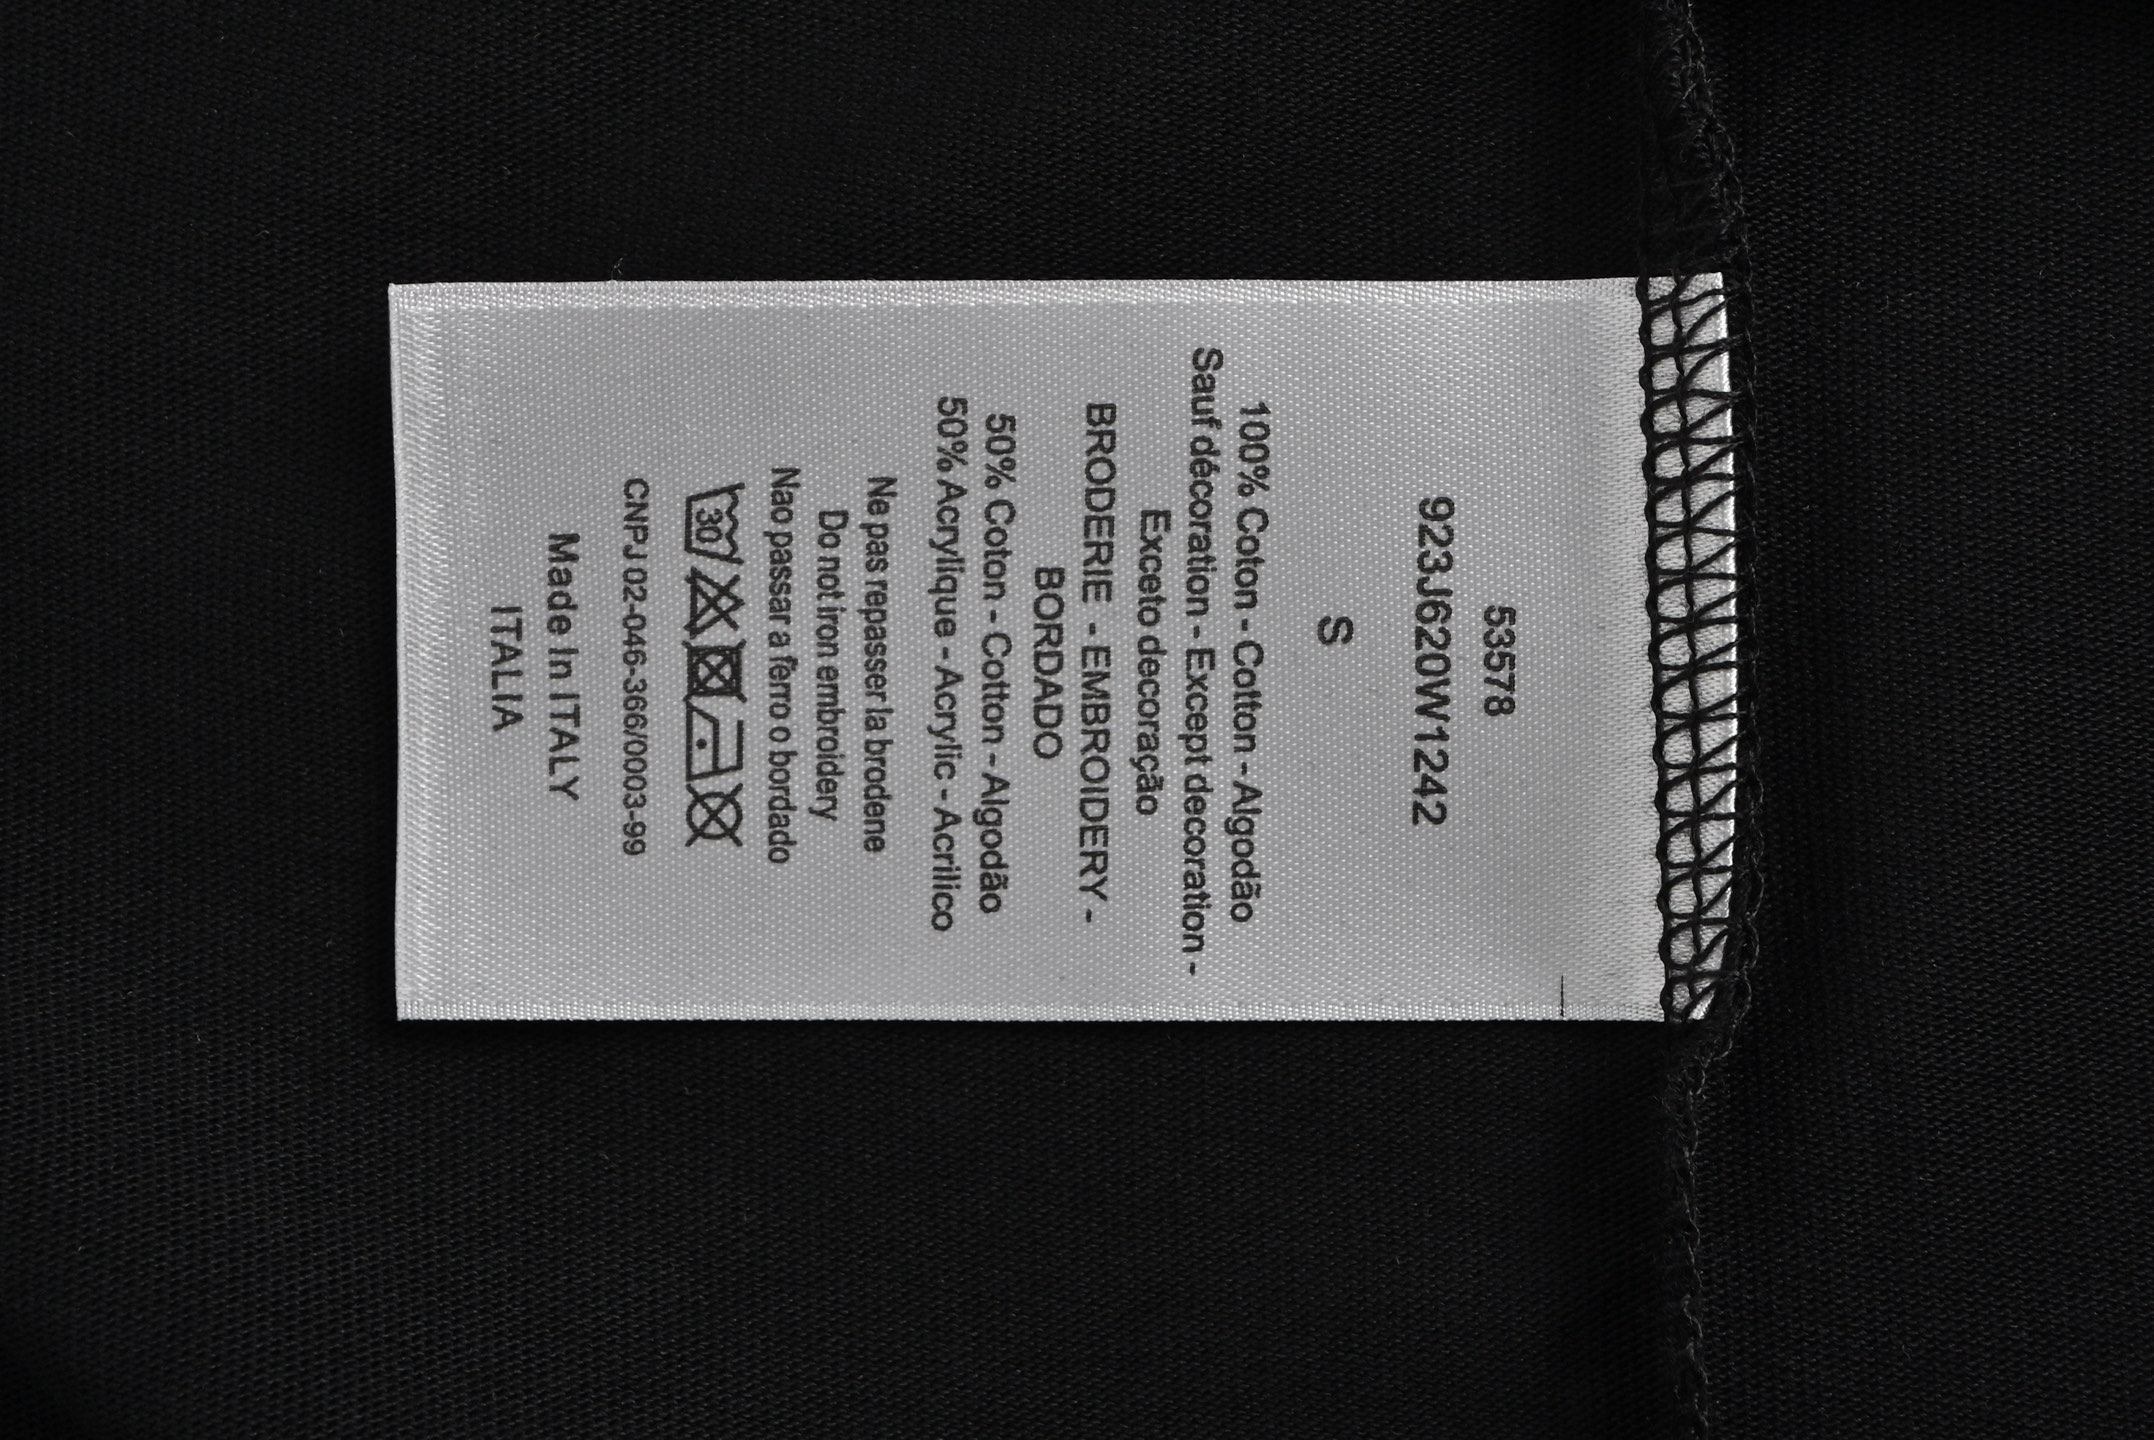 53578
923J620W1242
S
100% Coton - Cotton - Algodão
Sauf décoration - Except decoration -
Exceto decoração
BRODERIE - EMBROIDERY -
BORDADO
50% Coton - Cotton - Algodão
50% Acrylique - Acrylic - Acrilico
Ne pas repasser la brodene
Do not iron embroidery
Nao passar a ferro o bordado
30
CNPJ 02-046-366/0003-99
Made In ITALY
ITALIA